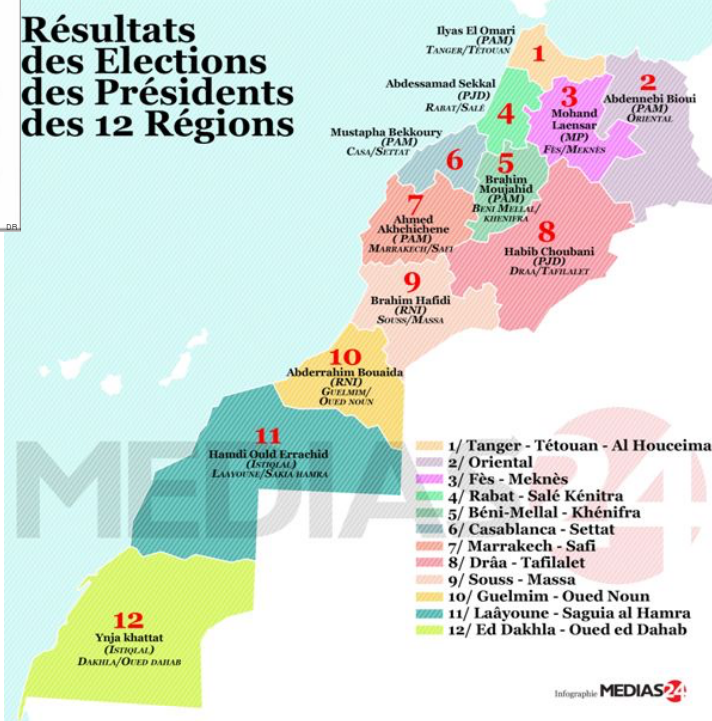 Résultats
des Elections
des Présidents
des 12 Régions
Ilyas El Omari
(PAM)
TANGER/TÉTOUAN
1
2
Abdennebi Bioui
(PAM)
ORIENTAL
3
Mohand
Laensar
(MP)
FÈS/MEKNÈS
Abdessamad Sekkal
(PJD)
RABAT/SALÉ
4
Mustapha Bekkoury
(PAM)
CASA/SETTAT
6
5
Brahim
Moujahid
(PAM)
BENI MELLAL/
KHENIFRA
7
Ahmed
Akhchichene
( PAM)
MARRAKECH/SAFI
8
Habib Choubani
(PJD)
DRAA/TAFILALET
9
Brahim Hafidi
(RNI)
SOUSS/MASSA
10
Abderrahim Bouaida
(RNI)
GUELMIM/
OUED NOUN
11
Hamdi Ould Errachid
(ISTIQLAL)
LAAYOUNE/SAKIA HAMRA
12
Ynja khattat
(ISTIQLAL)
DAKHLA/OUED DAHAB
MEDIAS24
1/ Tanger - Tétouan - Al Houceima
2/ Oriental
3/ Fès - Meknès
4/ Rabat - Salé Kénitra
5/ Béni-Mellal - Khénifra
6/ Casablanca - Settat
7/ Marrakech - Safi
8/ Drâa - Tafilalet
9/ Souss - Massa
10/ Guelmim - Oued Noun
11/ Laâyoune - Saguia al Hamra
12/ Ed Dakhla - Oued ed Dahab
Infographie MEDIAS24